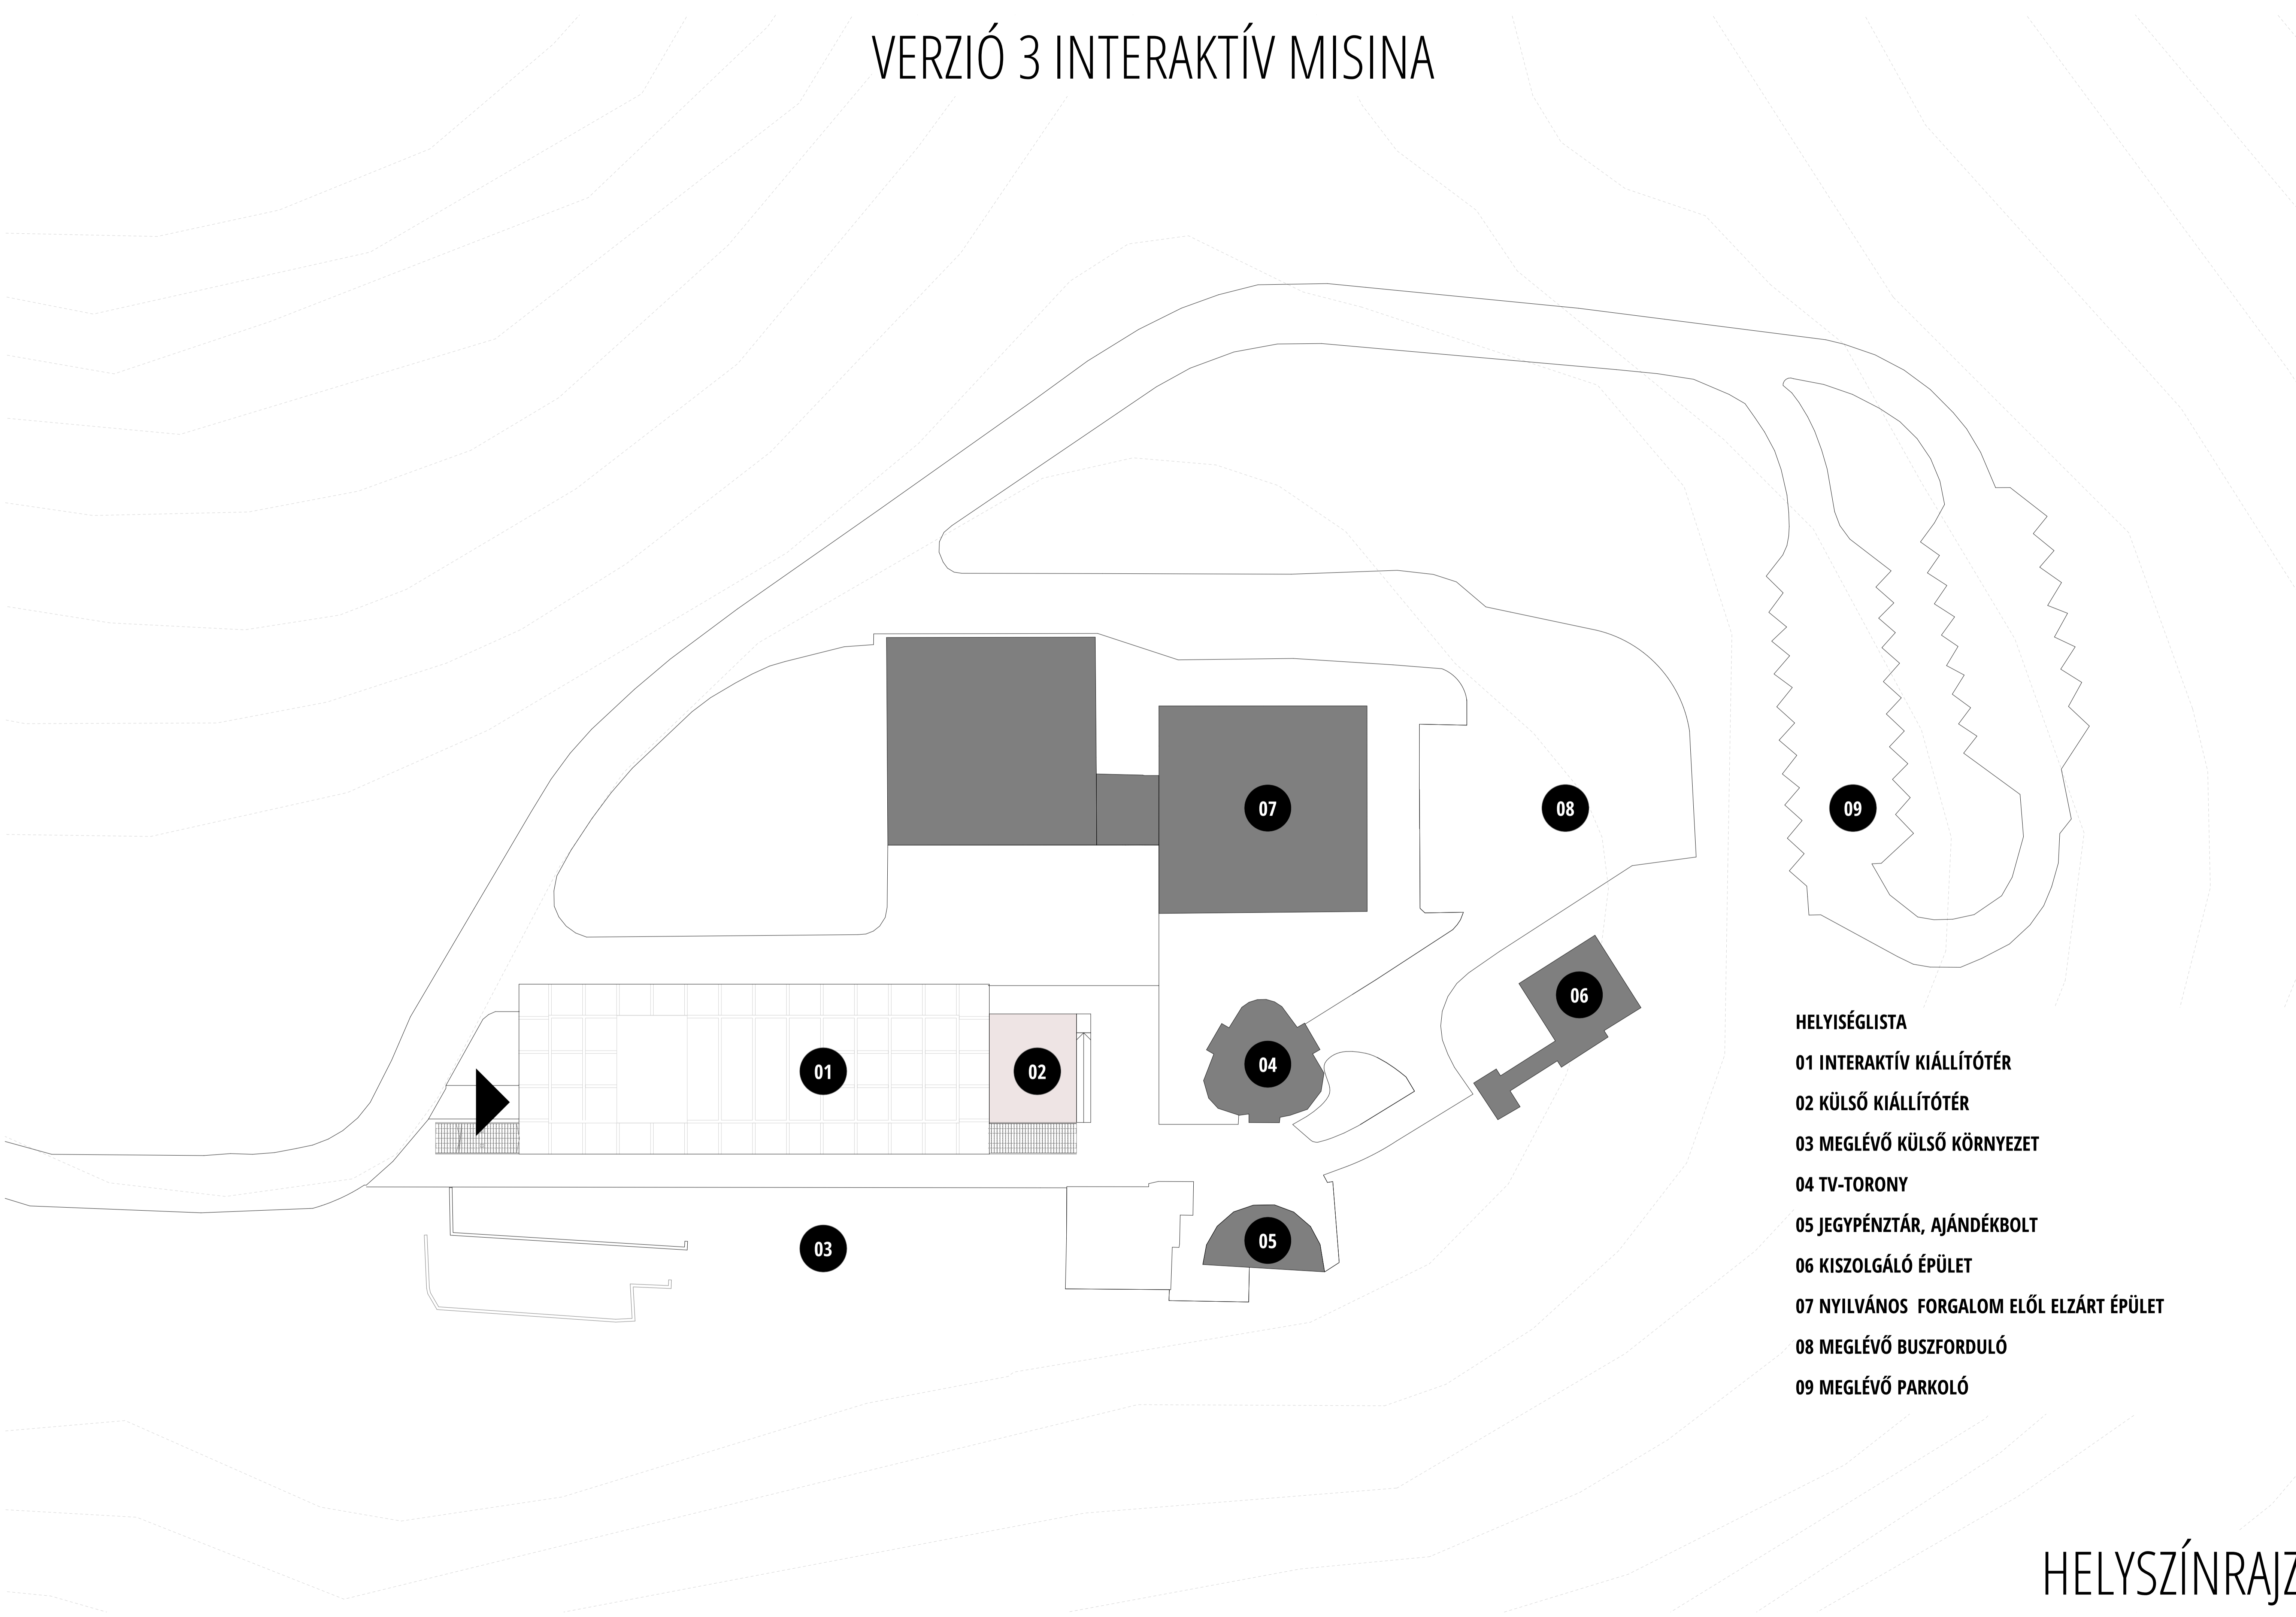 VERZIÓ 3 INTERAKTÍV MISINA
07
08
09
06
04
01
02
05
03
HELYISÉGLISTA
01 INTERAKTÍV KIÁLLÍTÓTÉR
02 KÜLSŐ KIÁLLÍTÓTÉR
03 MEGLÉVŐ KÜLSŐ KÖRNYEZET
04 TV-TORONY
05 JEGYPÉNZTÁR, AJÁNDÉKBOLT
06 KISZOLGÁLÓ ÉPÜLET
07 NYILVÁNOS  FORGALOM ELŐL ELZÁRT ÉPÜLET
08 MEGLÉVŐ BUSZFORDULÓ
09 MEGLÉVŐ PARKOLÓ
HELYSZÍNRAJZ